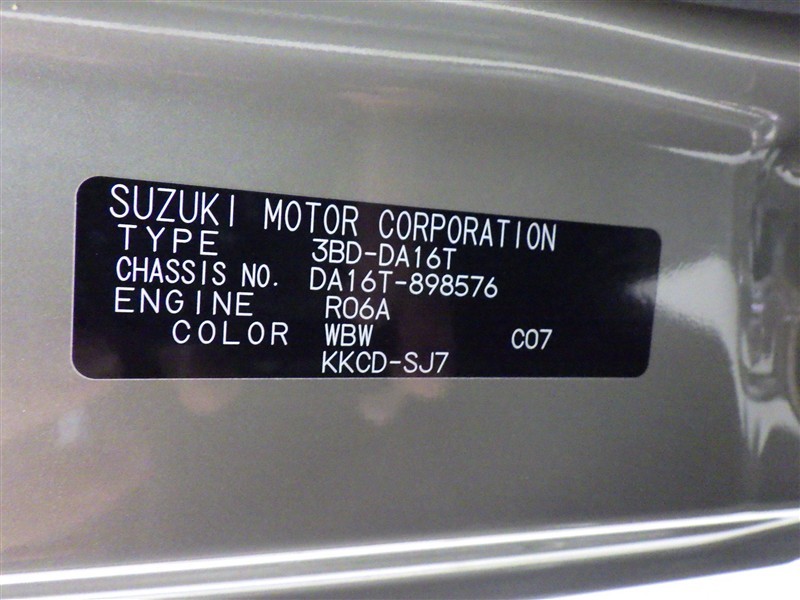 SUZUKI MOTOR CORPORATION
TYPE 3BD-DA16T
CHASSIS NO. DA16T-898576
ENGINE R06A
COLOR WBW C07
KKCD-SJ7